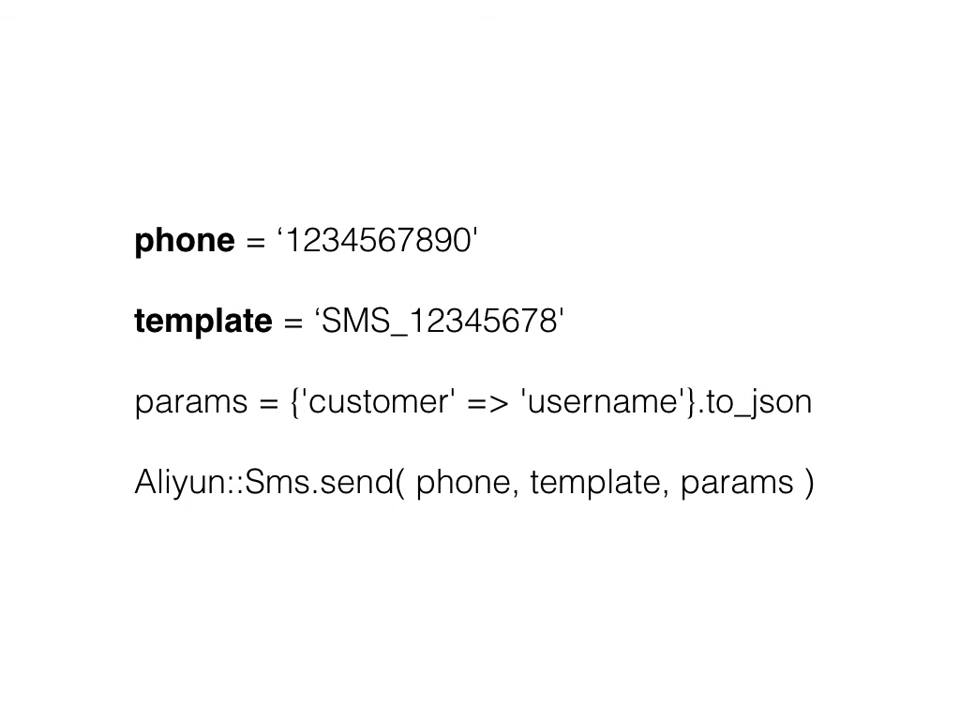 phone = ‘1234567890'
template = ‘SMS_12345678'
params = {'customer' => 'username'}.to_json
Aliyun::Sms.send( phone, template, params )